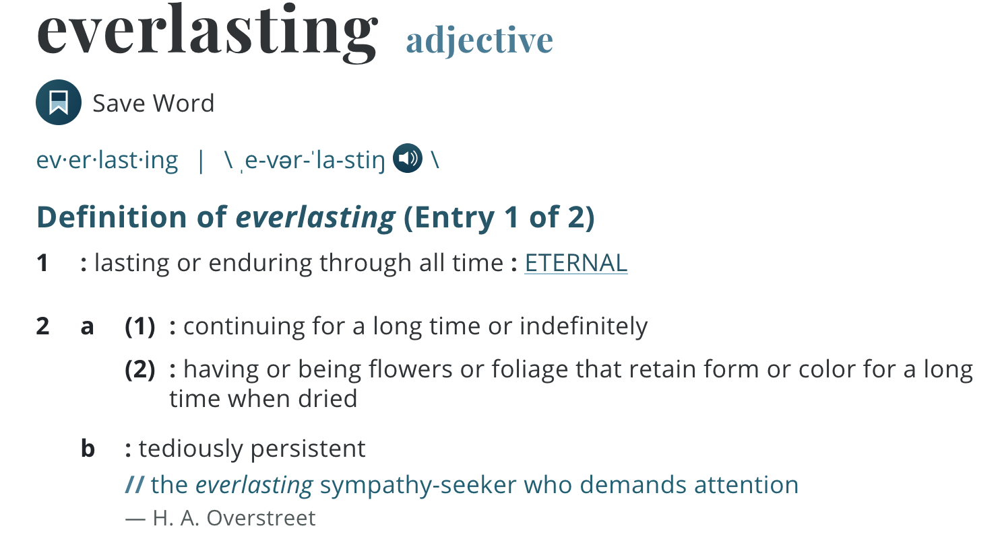 everlasting adjective
Save Word
ev·er·last·ing | \ ˌe-vər-ˈla-stiŋ \
Definition of everlasting (Entry 1 of 2)
1 : lasting or enduring through all time : ETERNAL
2 a (1) : continuing for a long time or indefinitely
(2) : having or being flowers or foliage that retain form or color for a long
time when dried
b : tediously persistent
// the everlasting sympathy-seeker who demands attention
— H. A. Overstreet